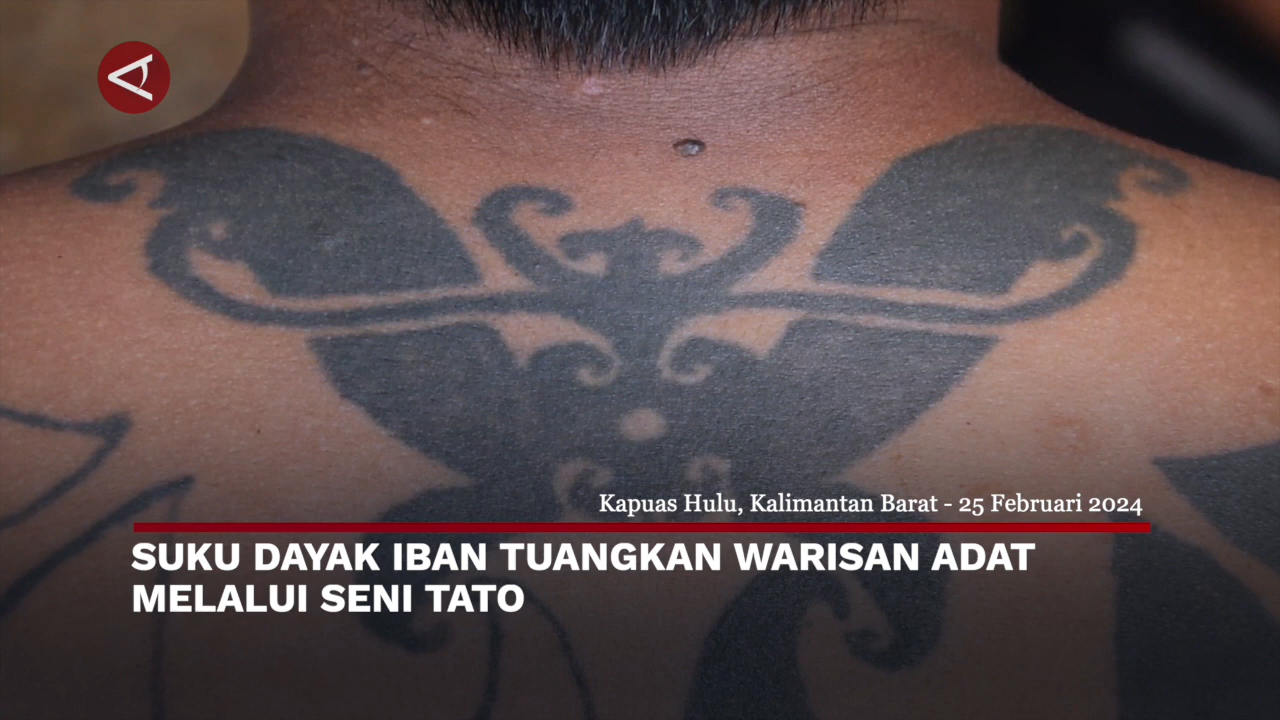 Kapuas Hulu, Kalimantan Barat - 25 Februari 2024
SUKU DAYAK IBAN TUANGKAN WARISAN ADAT
MELALUI SENI TATO